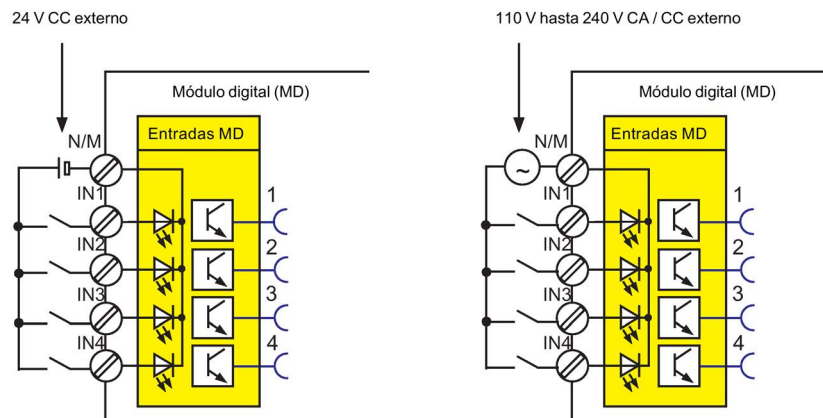 24 V CC externo
Módulo digital (MD)
Entradas MD
N/M
IN1
IN2
IN3
IN4
1
2
3
4
110 V hasta 240 V CA / CC externo
Módulo digital (MD)
Entradas MD
N/M
~
IN1
IN2
IN3
IN4
1
2
3
4